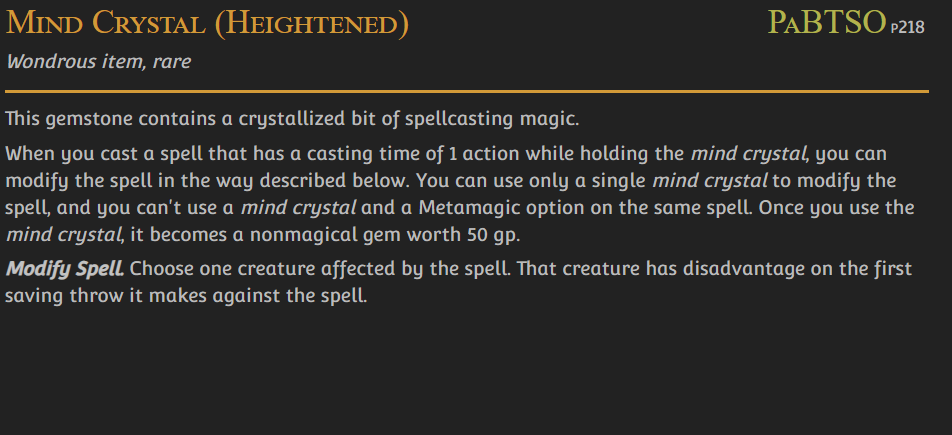 Mind Crystal (Heightened) PaBTSO p218
Wondrous item, rare
This gemstone contains a crystallized bit of spellcasting magic.
When you cast a spell that has a casting time of 1 action while holding the mind crystal, you can
modify the spell in the way described below. You can use only a single mind crystal to modify the
spell, and you can't use a mind crystal and a Metamagic option on the same spell. Once you use the
mind crystal, it becomes a nonmagical gem worth 50 gp.
Modify Spell. Choose one creature affected by the spell. That creature has disadvantage on the first
saving throw it makes against the spell.